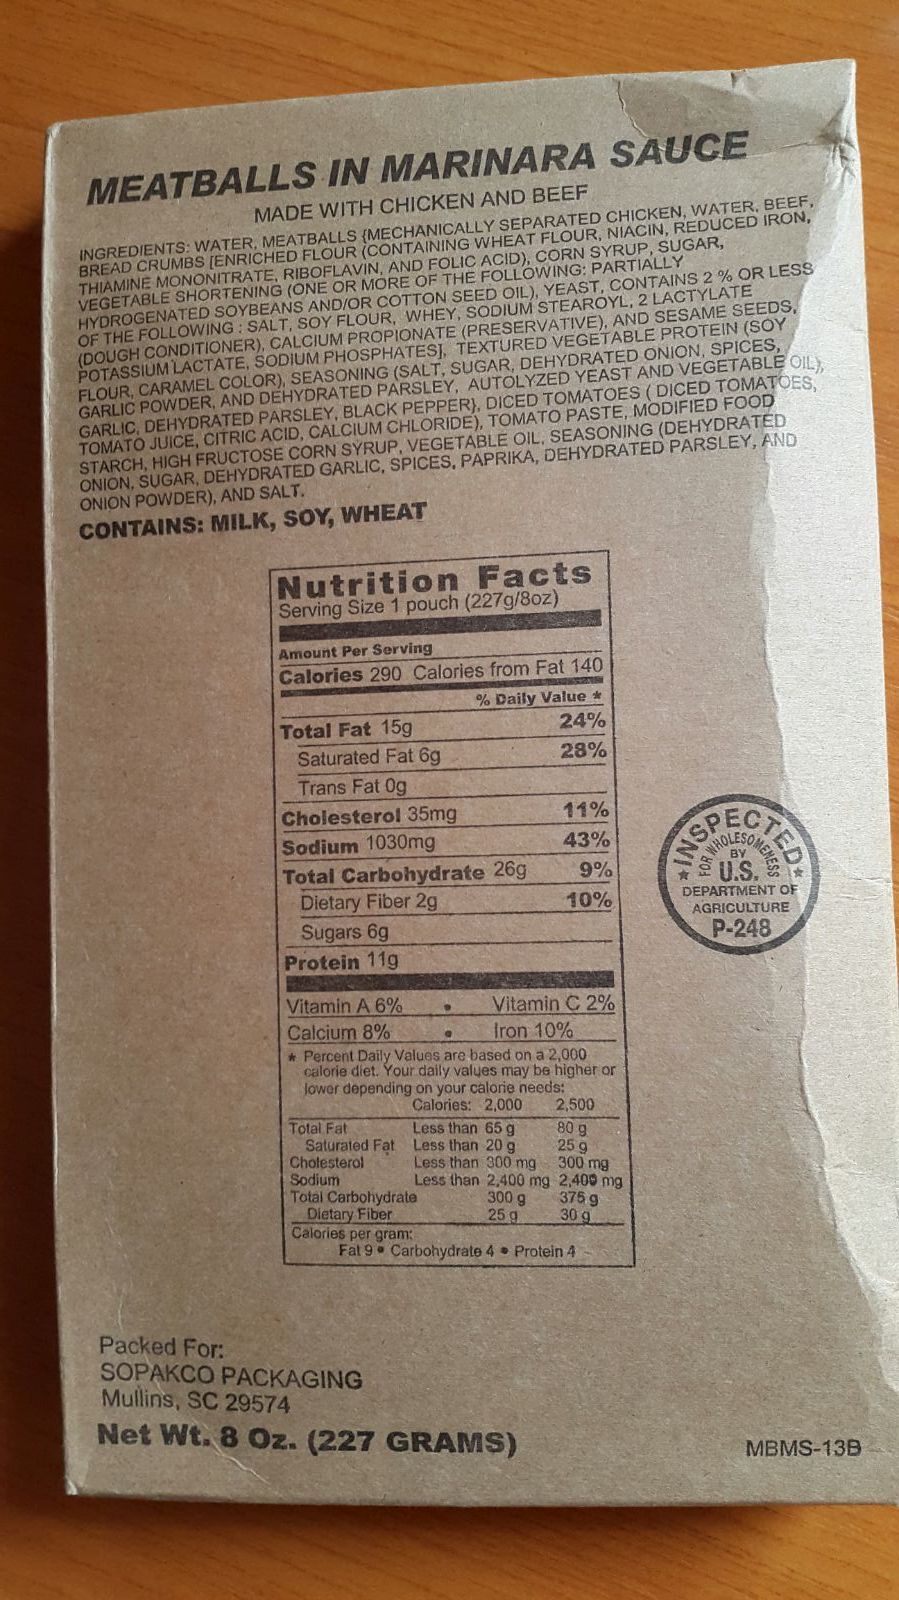 MEATBALLS IN MARINARA SAUCE
MADE WITH CHICKEN AND BEEF
INGREDIENTS: WATER, MEATBALLS {MECHANICALLY SEPARATED CHICKEN, WATER, BEEF,
BREAD CRUMBS [ENRICHED FLOUR (CONTAINING WHEAT FLOUR, NIACIN, REDUCED IRON,
THIAMINE MONONITRATE, RIBOFLAVIN, AND FOLIC ACID), CORN SYRUP, SUGAR,
VEGETABLE SHORTENING (ONE OR MORE OF THE FOLLOWING: PARTIALLY
HYDROGENATED SOYBEANS AND/OR COTTON SEED OIL), YEAST, CONTAINS 2 % OR LESS
OF THE FOLLOWING : SALT, SOY FLOUR, WHEY, SODIUM STEAROYL, 2 LACTYLATE
(DOUGH CONDITIONER), CALCIUM PROPIONATE (PRESERVATIVE), AND SESAME SEEDS,
POTASSIUM LACTATE, SODIUM PHOSPHATES], TEXTURED VEGETABLE PROTEIN (SOY
FLOUR, CARAMEL COLOR), SEASONING (SALT, SUGAR, DEHYDRATED ONION, SPICES,
GARLIC POWDER, AND DEHYDRATED PARSLEY, AUTOLYZED YEAST AND VEGETABLE OIL),
GARLIC, DEHYDRATED PARSLEY, BLACK PEPPER}, DICED TOMATOES ( DICED TOMATOES,
TOMATO JUICE, CITRIC ACID, CALCIUM CHLORIDE), TOMATO PASTE, MODIFIED FOOD
STARCH, HIGH FRUCTOSE CORN SYRUP, VEGETABLE OIL, SEASONING (DEHYDRATED
ONION, SUGAR, DEHYDRATED GARLIC, SPICES, PAPRIKA, DEHYDRATED PARSLEY, AND
ONION POWDER), AND SALT.
CONTAINS: MILK, SOY, WHEAT
Nutrition Facts
Serving Size 1 pouch (227g/8oz)
Amount Per Serving
Calories 290 Calories from Fat 140
% Daily Value *
Total Fat 15g 24%
Saturated Fat 6g 28%
Trans Fat 0g
Cholesterol 35mg 11%
Sodium 1030mg 43%
Total Carbohydrate 26g 9%
Dietary Fiber 2g 10%
Sugars 6g
Protein 11g
Vitamin A 6% • Vitamin C 2%
Calcium 8% • Iron 10%
* Percent Daily Values are based on a 2,000
calorie diet. Your daily values may be higher or
lower depending on your calorie needs:
Calories: 2,000 2,500
Total Fat Less than 65 g 80 g
Saturated Fat Less than 20 g 25 g
Cholesterol Less than 300 mg 300 mg
Sodium Less than 2,400 mg 2,400 mg
Total Carbohydrate 300 g 375 g
Dietary Fiber 25 g 30 g
Calories per gram:
Fat 9 • Carbohydrate 4 • Protein 4
INSPECTED
FOR WHOLESOMENESS
BY
U.S.
DEPARTMENT OF
AGRICULTURE
P-248
Packed For:
SOPAKCO PACKAGING
Mullins, SC 29574
Net Wt. 8 Oz. (227 GRAMS)
MBMS-13B